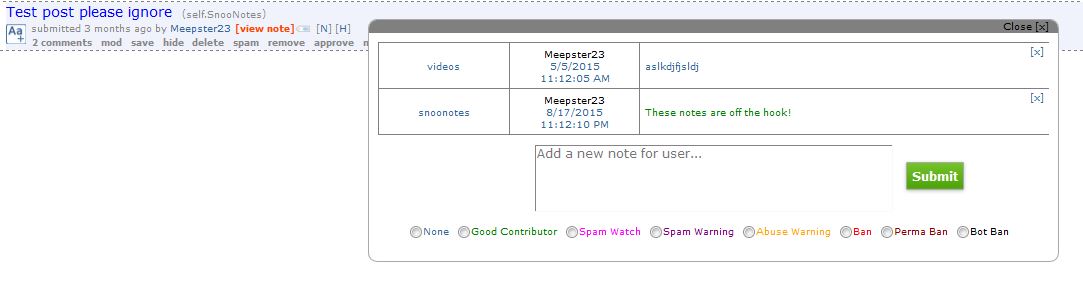 Test post please ignore (self.SnooNotes)
Aa+ submitted 3 months ago by Meepster23 [view note] [N] [H]
2 comments mod save hide delete spam remove approve
Close [x]
videos
Meepster23
5/5/2015
11:12:05 AM
aslkdjfjsldj
[x]
snoonotes
Meepster23
8/17/2015
11:12:10 PM
These notes are off the hook!
[x]
Add a new note for user...
Submit
None Good Contributor Spam Watch Spam Warning Abuse Warning Ban Perma Ban Bot Ban